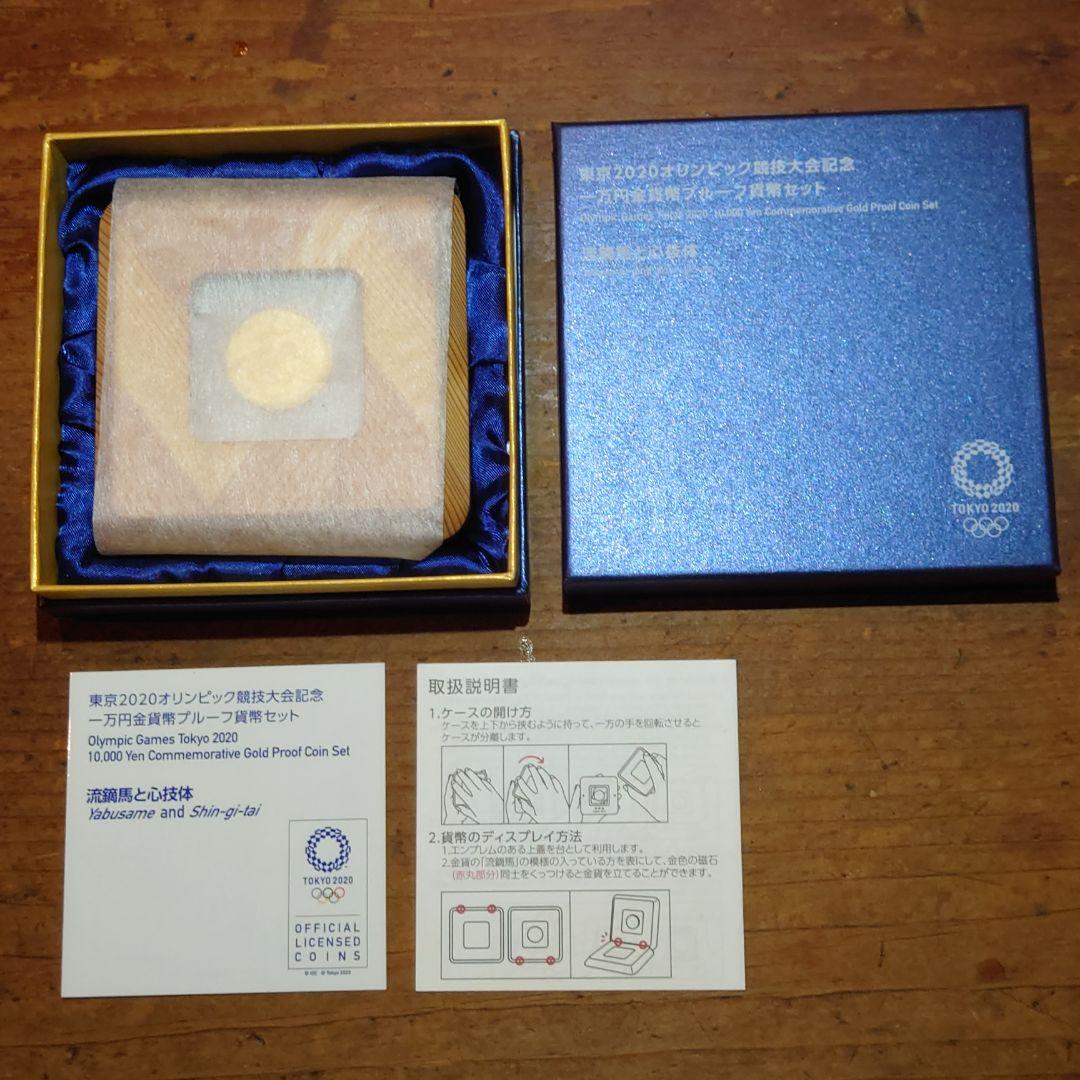 東京2020オリンピック競技大会記念
一万円金貨幣プルーフ貨幣セット
Olympic Games Tokyo 2020 10,000 Yen Commemorative Gold Proof Coin Set
流鏑馬と心技体
TOKYO 2020
東京2020オリンピック競技大会記念
一万円金貨幣プルーフ貨幣セット
Olympic Games Tokyo 2020
10,000 Yen Commemorative Gold Proof Coin Set
流鏑馬と心技体
Yabusame and Shin-gi-tai
TOKYO 2020
OFFICIAL
LICENSED
COINS
© IOC © Tokyo 2020
取扱説明書
1.ケースの開け方
ケースを上下から挟むように持って、一方の手を回転させると
ケースが分離します。
2.貨幣のディスプレイ方法
1.エンブレムのある上蓋を台として利用します。
2.金貨の「流鏑馬」の模様の入っている方を表にして、金色の磁石
(赤丸部分)同士をくっつけると金貨を立てることができます。